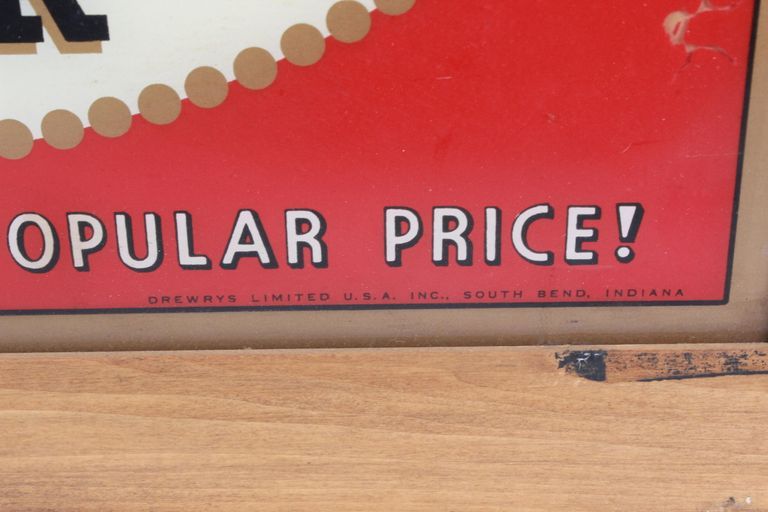 OPULAR PRICE!
DREWRYS LIMITED U.S.A. INC., SOUTH BEND, INDIANA